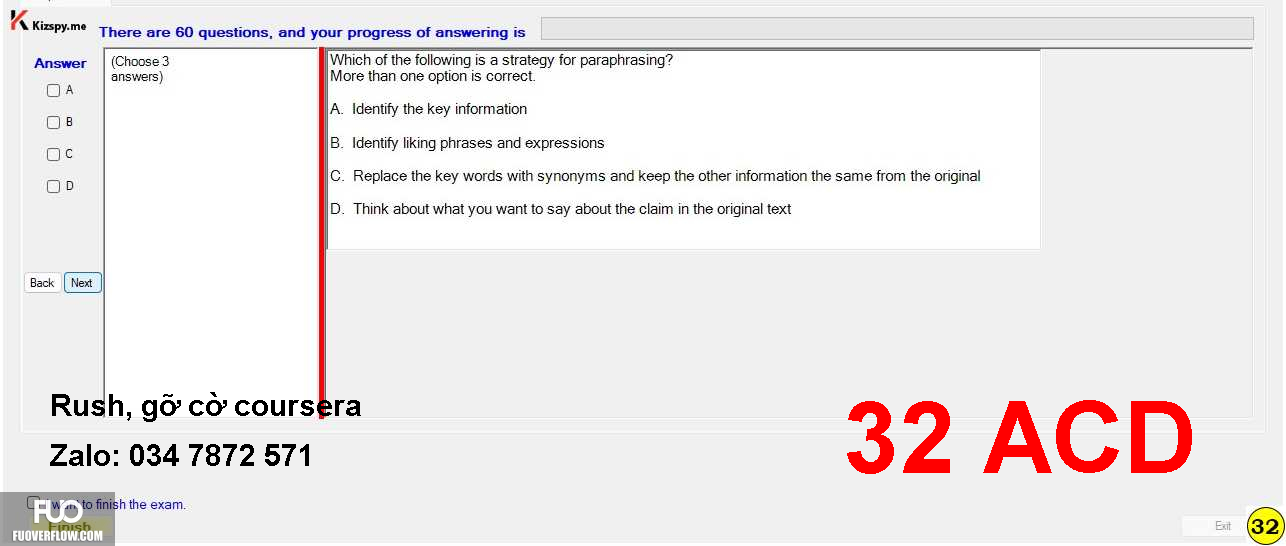 Kizspy.me
There are 60 questions, and your progress of answering is
Answer
A
B
C
D
Back
Next
(Choose 3
answers)
Which of the following is a strategy for paraphrasing?
More than one option is correct.
A. Identify the key information
B. Identify liking phrases and expressions
C. Replace the key words with synonyms and keep the other information the same from the original
D. Think about what you want to say about the claim in the original text
Rush, gỡ cờ coursera
Zalo: 034 7872 571
32 ACD
I want to finish the exam.
Finish
FUO
FUOVERFLOW.COM
Exit
32